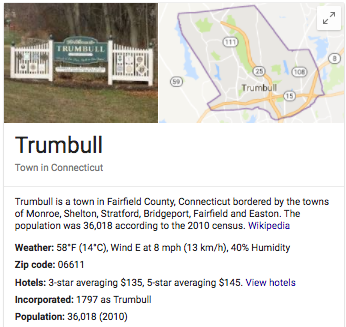 TRUMBULL
111
25
108
8
59
Trumbull
15
Trumbull
Town in Connecticut
Trumbull is a town in Fairfield County, Connecticut bordered by the towns
of Monroe, Shelton, Stratford, Bridgeport, Fairfield and Easton. The
population was 36,018 according to the 2010 census. Wikipedia
Weather: 58°F (14°C), Wind E at 8 mph (13 km/h), 40% Humidity
Zip code: 06611
Hotels: 3-star averaging $135, 5-star averaging $145. View hotels
Incorporated: 1797 as Trumbull
Population: 36,018 (2010)